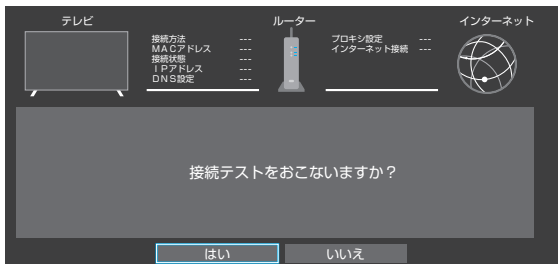 テレビ
ルーター
インターネット
接続方法 ---
MACアドレス ---
接続状態 ---
IPアドレス ---
DNS設定 ---
プロキシ設定 ---
インターネット接続 ---
接続テストをおこないますか？
はい
いいえ